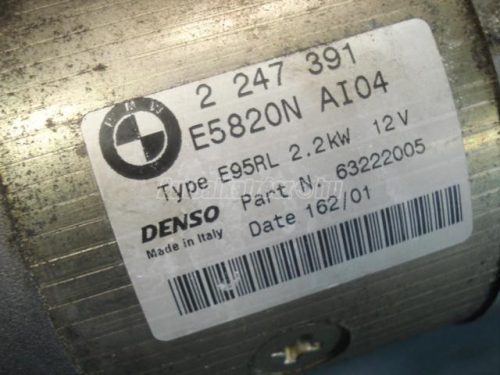 BMW
2 247 391
E5820N AI04
Type E95RL 2.2kW 12V
DENSO Part N 63222005
Made in Italy Date 162/01